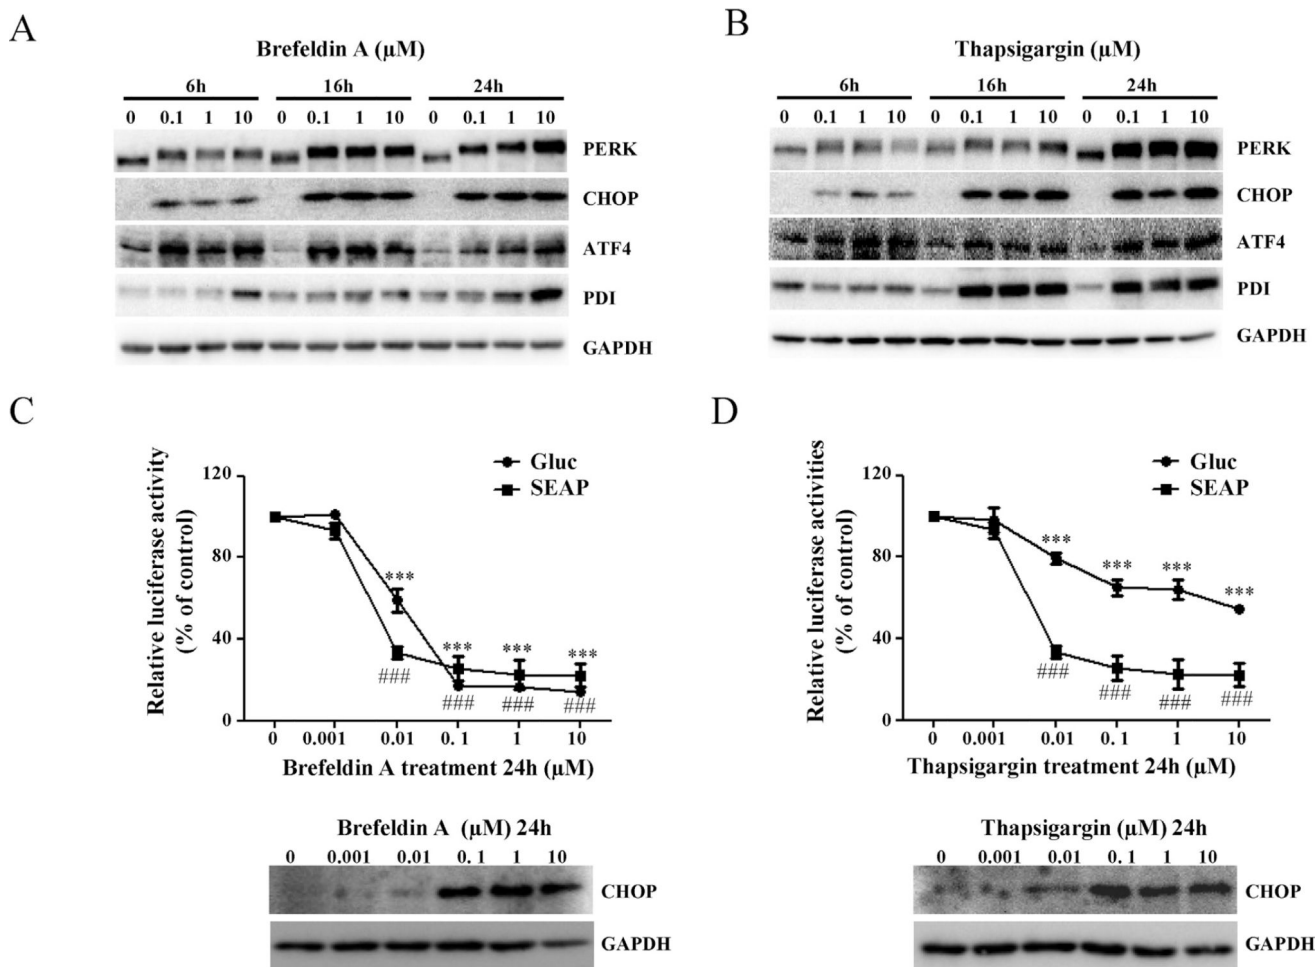 A
Brefeldin A (µM)
6h 16h 24h
0 0.1 1 10 0 0.1 1 10 0 0.1 1 10
PERK
CHOP
ATF4
PDI
GAPDH
B
Thapsigargin (µM)
6h 16h 24h
0 0.1 1 10 0 0.1 1 10 0 0.1 1 10
PERK
CHOP
ATF4
PDI
GAPDH
C
Relative luciferase activity
(% of control)
120
80
40
0
Gluc
SEAP
***
*** *** ***
###
### ### ###
0 0.001 0.01 0.1 1 10
Brefeldin A treatment 24h (µM)
Brefeldin A (µM) 24h
0 0.001 0.01 0.1 1 10
CHOP
GAPDH
D
Relative luciferase activities
(% of control)
120
80
40
0
Gluc
SEAP
***
*** ***
***
###
### ### ###
0 0.001 0.01 0.1 1 10
Thapsigargin treatment 24h (µM)
Thapsigargin (µM) 24h
0 0.001 0.01 0.1 1 10
CHOP
GAPDH